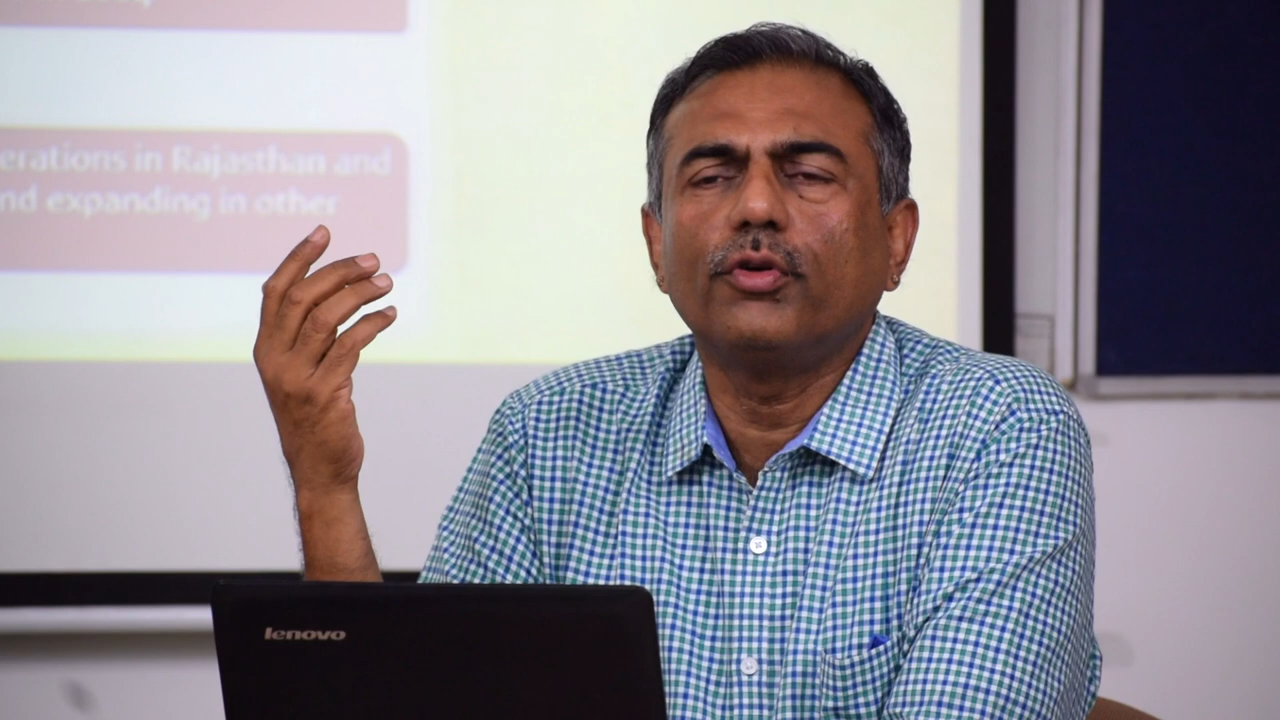 erations in Rajasthan and
nd expanding in other
lenovo